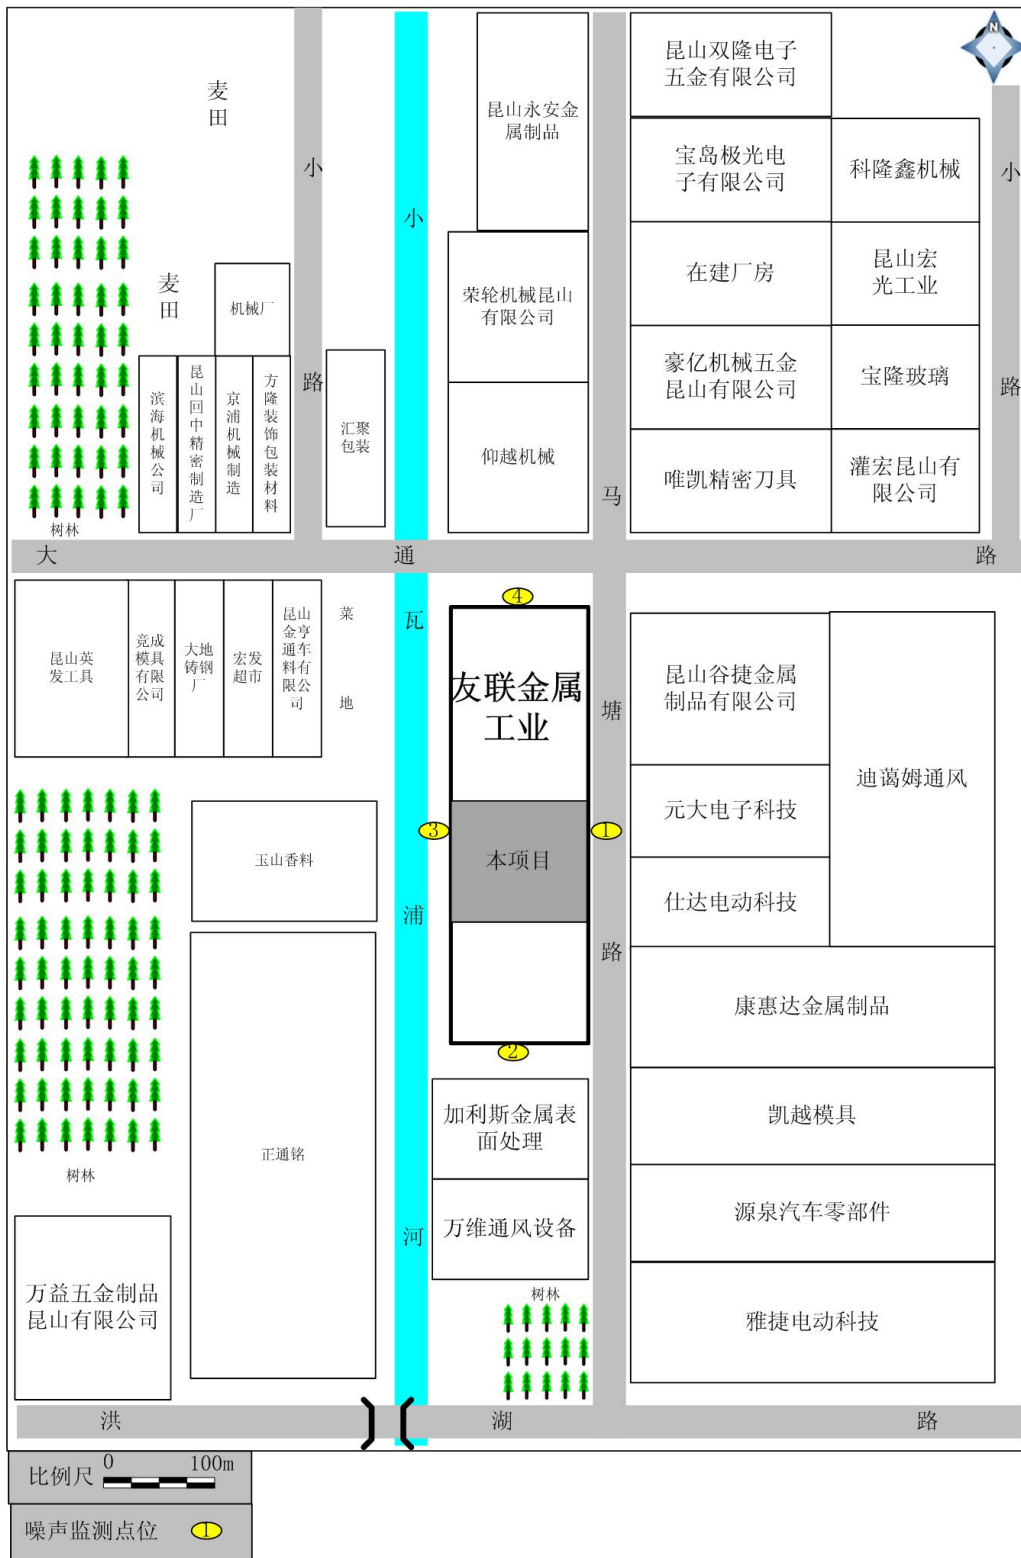 N
麦田
小路
小瓦浦河
昆山永安金
属制品
昆山双隆电子
五金有限公司
宝岛极光电
子有限公司
科隆鑫机械
小路
麦田
机械厂
荣轮机械昆山
有限公司
在建厂房
昆山宏
光工业
滨海机械公司
昆山回中精密制造厂
京浦机械制造
方隆装饰包装材料
汇聚
包装
仰越机械
马塘路
豪亿机械五金
昆山有限公司
宝隆玻璃
唯凯精密刀具
灌宏昆山有
限公司
树林
大通路
昆山英
发工具
竞成
模具
有限
公司
大地
铸钢
厂
宏发
超市
昆山
金亨
通车
料有
限公
司
菜地
④
友联金属
工业
昆山谷捷金属
制品有限公司
迪蔼姆通风
元大电子科技
③
本项目
①
玉山香料
仕达电动科技
康惠达金属制品
②
加利斯金属表
面处理
凯越模具
正通铭
树林
万维通风设备
源泉汽车零部件
万益五金制品
昆山有限公司
树林
雅捷电动科技
洪湖路
比例尺 0 100m
噪声监测点位 ①